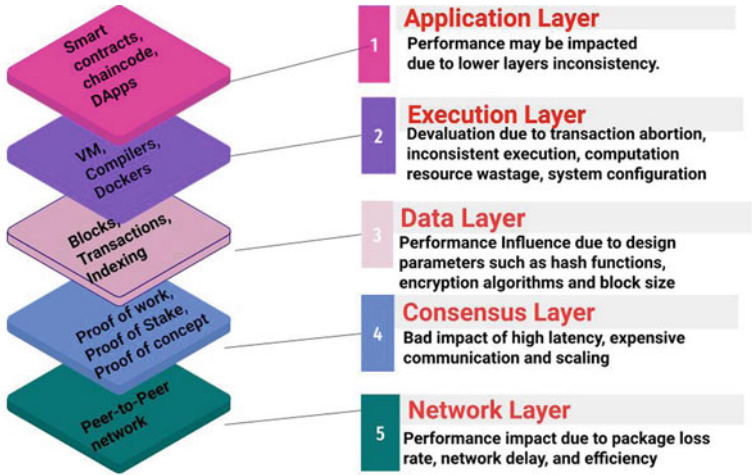 Smart
contracts,
chaincode,
DApps
1
Application Layer
Performance may be impacted
due to lower layers inconsistency.
VM,
Compilers,
Dockers
2
Execution Layer
Devaluation due to transaction abortion,
inconsistent execution, computation
resource wastage, system configuration
Blocks,
Transactions,
Indexing
3
Data Layer
Performance Influence due to design
parameters such as hash functions,
encryption algorithms and block size
Proof of work,
Proof of Stake,
Proof of concept
4
Consensus Layer
Bad impact of high latency, expensive
communication and scaling
Peer-to-Peer
network
5
Network Layer
Performance impact due to package loss
rate, network delay, and efficiency